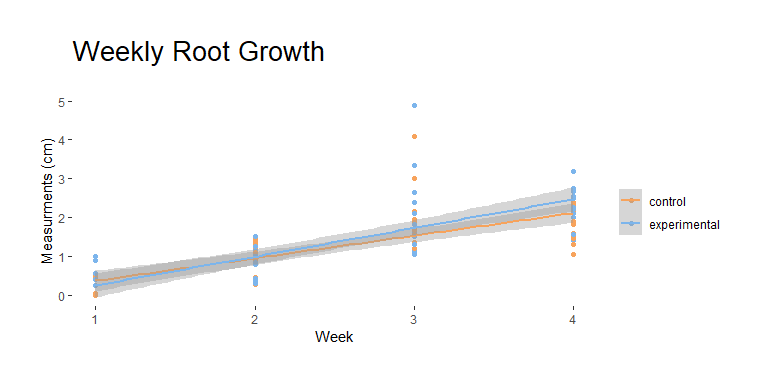 Weekly Root Growth
Measurments (cm)
5
4
3
2
1
0
1 2 3 4
Week
control
experimental